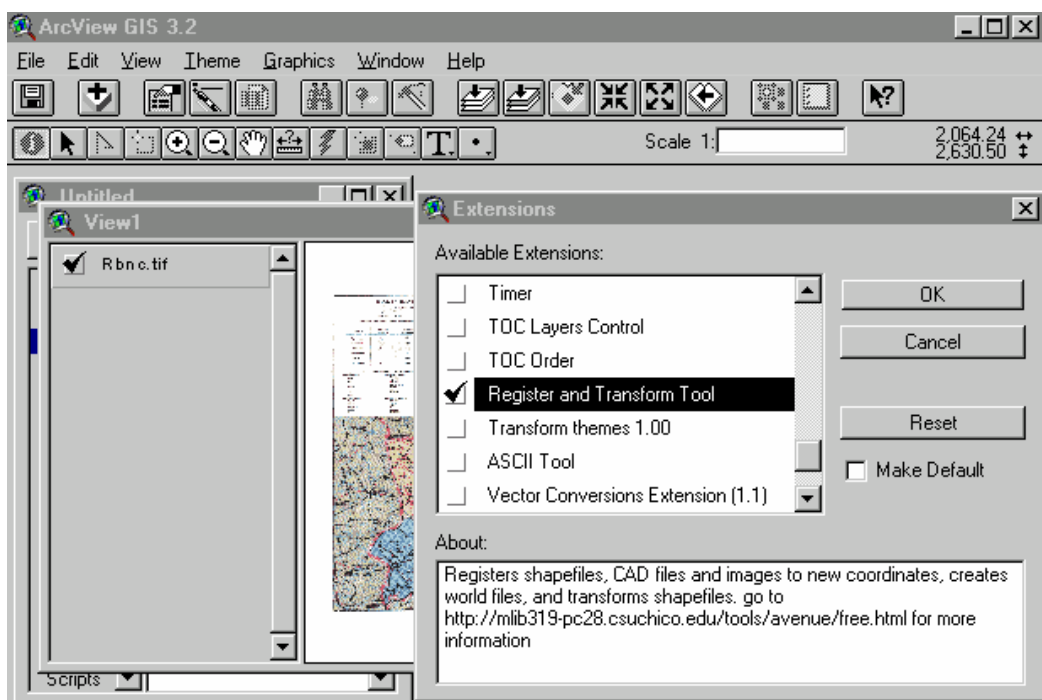 ArcView GIS 3.2
File Edit View Theme Graphics Window Help
Scale 1:
2,064.24
2,630.50
Untitled
View1
Rbnc.tif
Scripts
Extensions
Available Extensions:
Timer
TOC Layers Control
TOC Order
Register and Transform Tool
Transform themes 1.00
ASCII Tool
Vector Conversions Extension (1.1)
OK
Cancel
Reset
Make Default
About:
Registers shapefiles, CAD files and images to new coordinates, creates
world files, and transforms shapefiles. go to
http://mlib319-pc28.csuchico.edu/tools/avenue/free.html for more
information